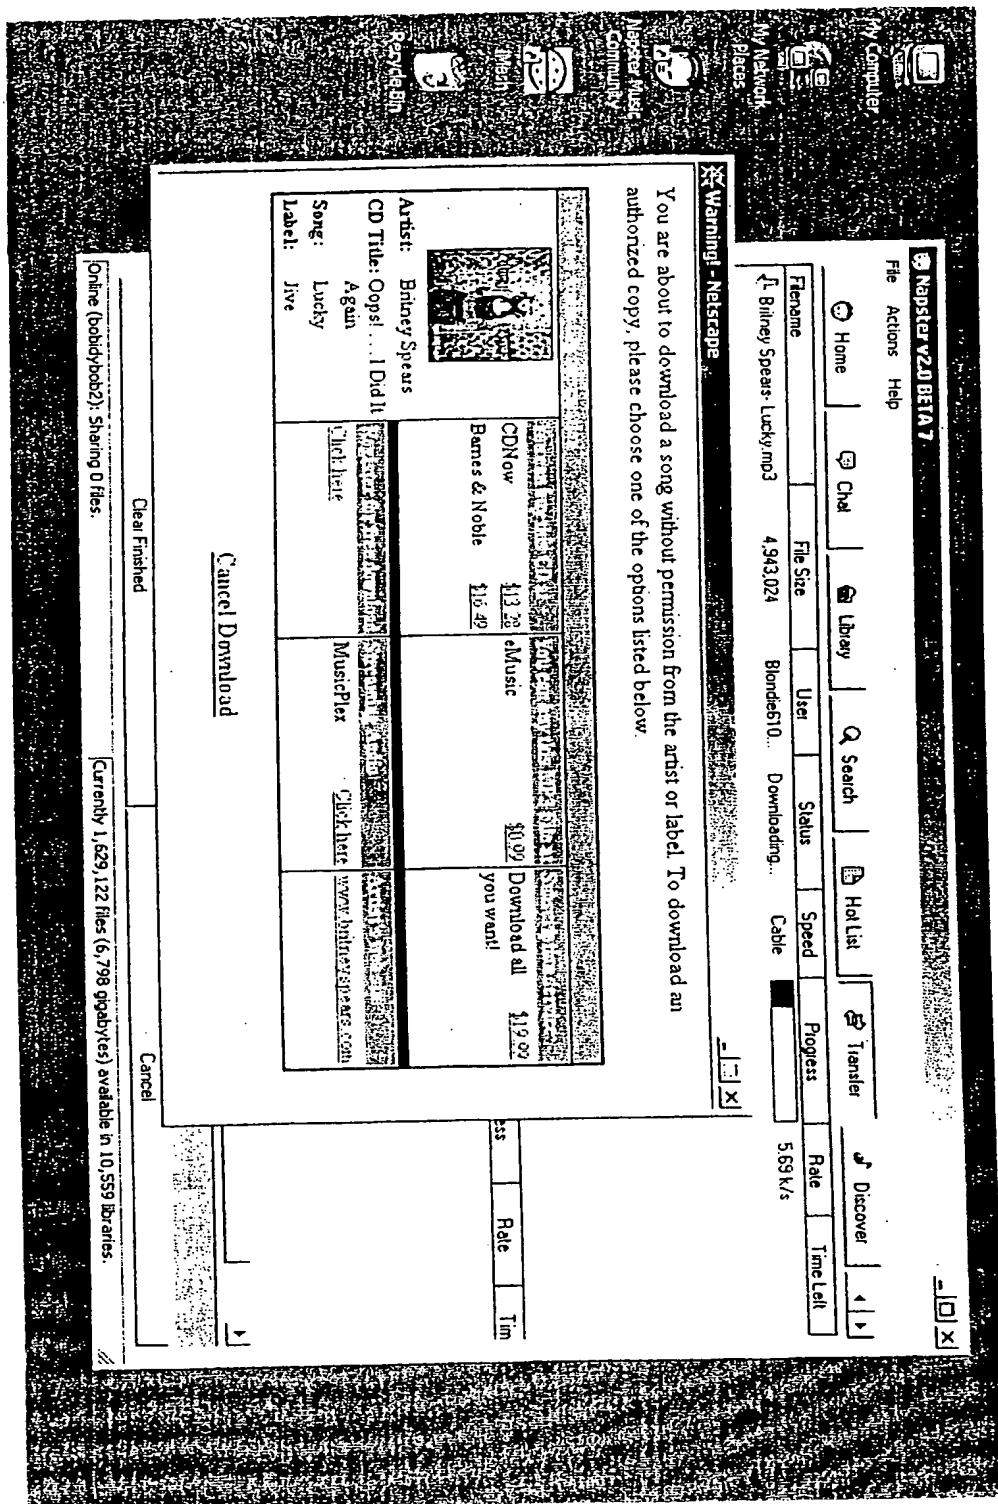 My Computer
My Network
Places
Napster Music
Community
Recycle Bin
Napster v2.0 BETA 7
File Actions Help
Home Chat Library Search Hot List Transfer Discover
Filename File Size User Status Speed Progress Rate Time Left
Britney Spears- Lucky.mp3 4,943,024 Blondie610... Downloading... Cable 5.69 k/s
Warning! - Netscape
You are about to download a song without permission from the artist or label. To download an
authorized copy, please choose one of the options listed below.
Artist: Britney Spears
CD Title: Oops!... I Did It
Again
Song: Lucky
Label: Jive
CDNow $13.28
Barnes & Noble $16.49
eMusic $0.99
Download all $19.99
you want!
Click here
MusicPlex Click here
www.britneyspears.com
Cancel Download
ess Rate Tim
Clear Finished Cancel
Online (bobidybob2): Sharing 0 files. Currently 1,629,122 files (6,798 gigabytes) available in 10,559 libraries.